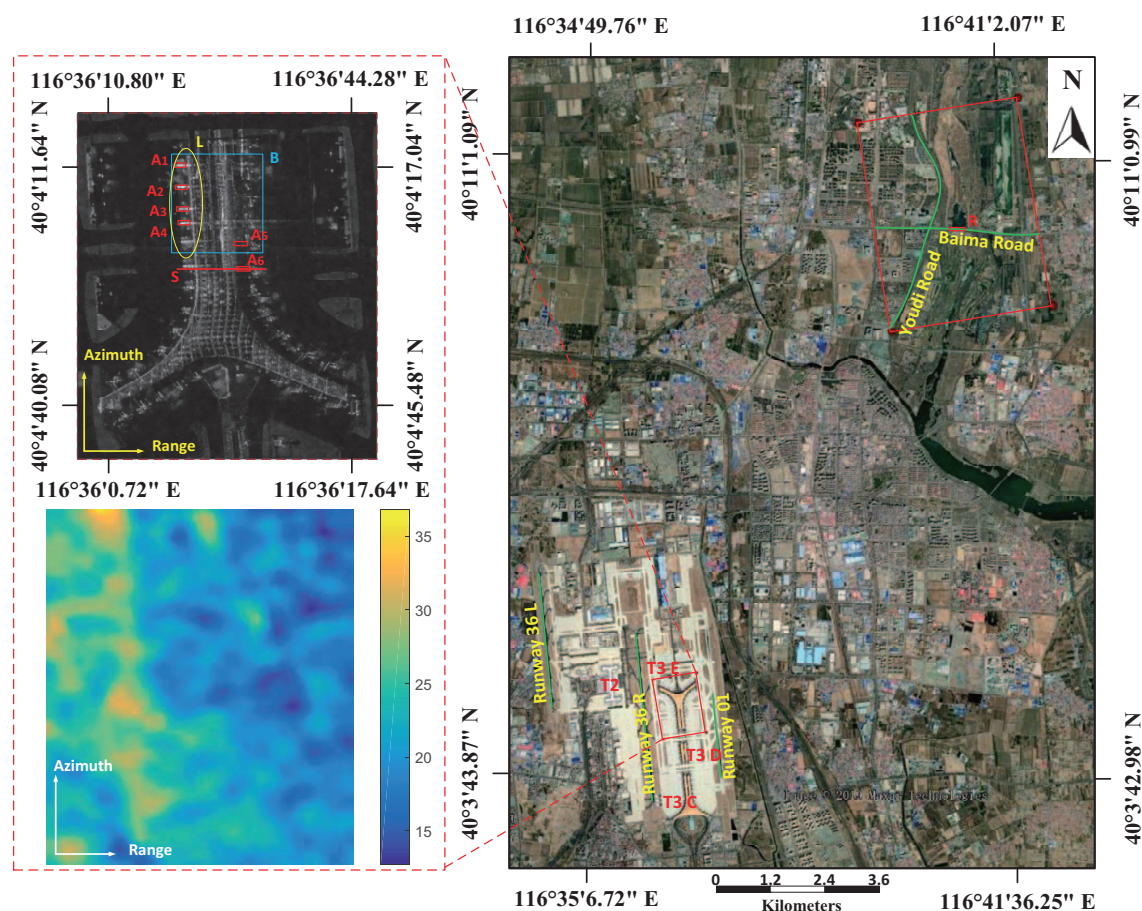 116°36'10.80" E
116°36'44.28" E
40°4'11.64" N
40°4'17.04" N
L
A1
B
A2
A3
A4
A5
A6
S
Azimuth
Range
40°4'40.08" N
40°4'45.48" N
116°36'0.72" E
116°36'17.64" E
35
30
25
20
15
Azimuth
Range
116°34'49.76" E
116°41'2.07" E
N
40°11'1.09" N
40°11'0.99" N
R
Baima Road
Youdi Road
Runway 36 L
T2
T3 E
Runway 36 R
Runway 01
T3 D
T3 C
40°3'43.87" N
40°3'42.98" N
Image © 2021 Maxar Technologies
116°35'6.72" E
116°41'36.25" E
0
1.2
2.4
3.6
Kilometers